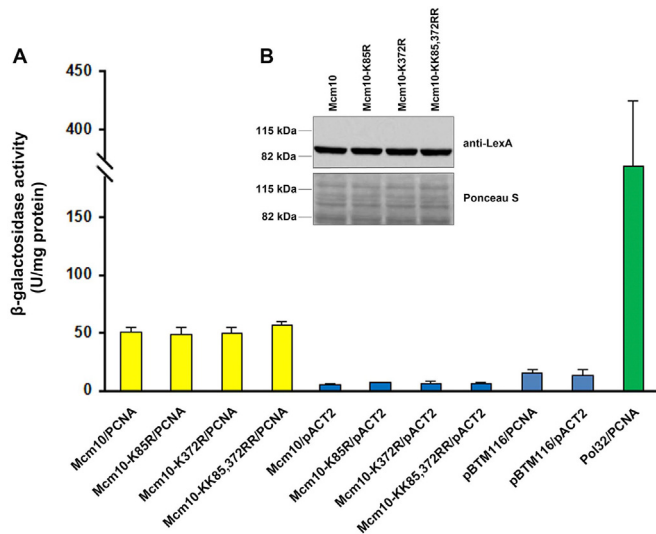 A
B
Mcm10
Mcm10-K85R
Mcm10-K372R
Mcm10-KK85,372RR
115 kDa
82 kDa
anti-LexA
115 kDa
82 kDa
Ponceau S
β-galactosidase activity
(U/mg protein)
450
400
150
100
50
0
Mcm10/PCNA
Mcm10-K85R/PCNA
Mcm10-K372R/PCNA
Mcm10-KK85,372RR/PCNA
Mcm10/pACT2
Mcm10-K85R/pACT2
Mcm10-K372R/pACT2
Mcm10-KK85,372RR/pACT2
pBTM116/PCNA
pBTM116/pACT2
Pol32/PCNA